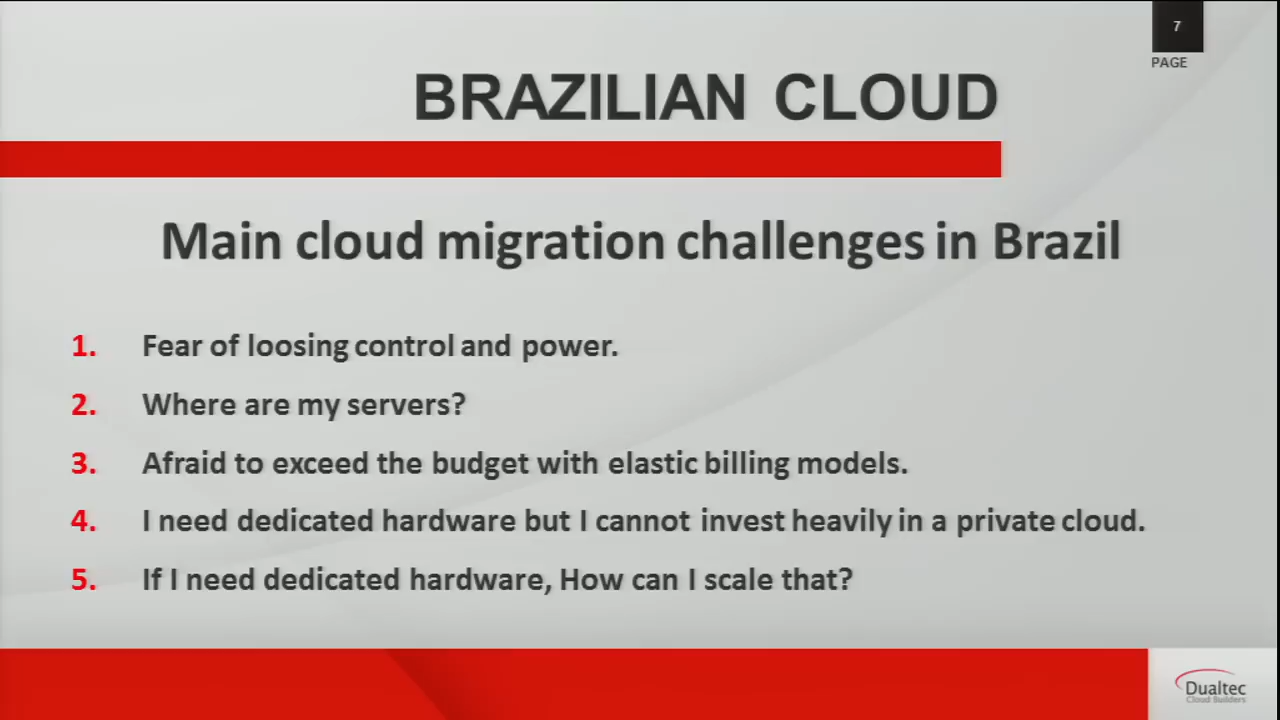 7
PAGE
BRAZILIAN CLOUD
Main cloud migration challenges in Brazil
1. Fear of loosing control and power.
2. Where are my servers?
3. Afraid to exceed the budget with elastic billing models.
4. I need dedicated hardware but I cannot invest heavily in a private cloud.
5. If I need dedicated hardware, How can I scale that?
Dualtec
Cloud Builders